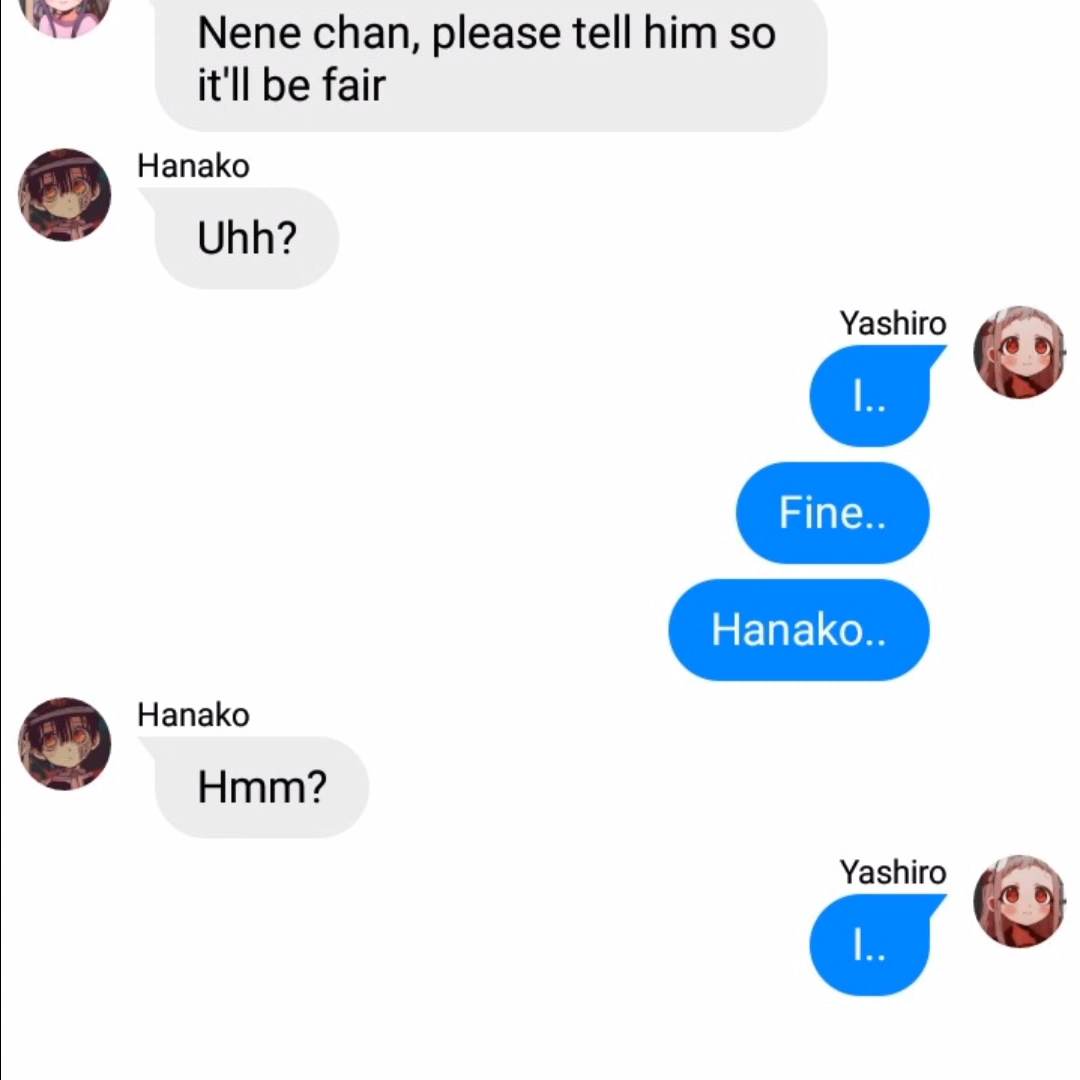 Nene chan, please tell him so
it'll be fair
Hanako
Uhh?
Yashiro
I..
Fine..
Hanako..
Hanako
Hmm?
Yashiro
I..